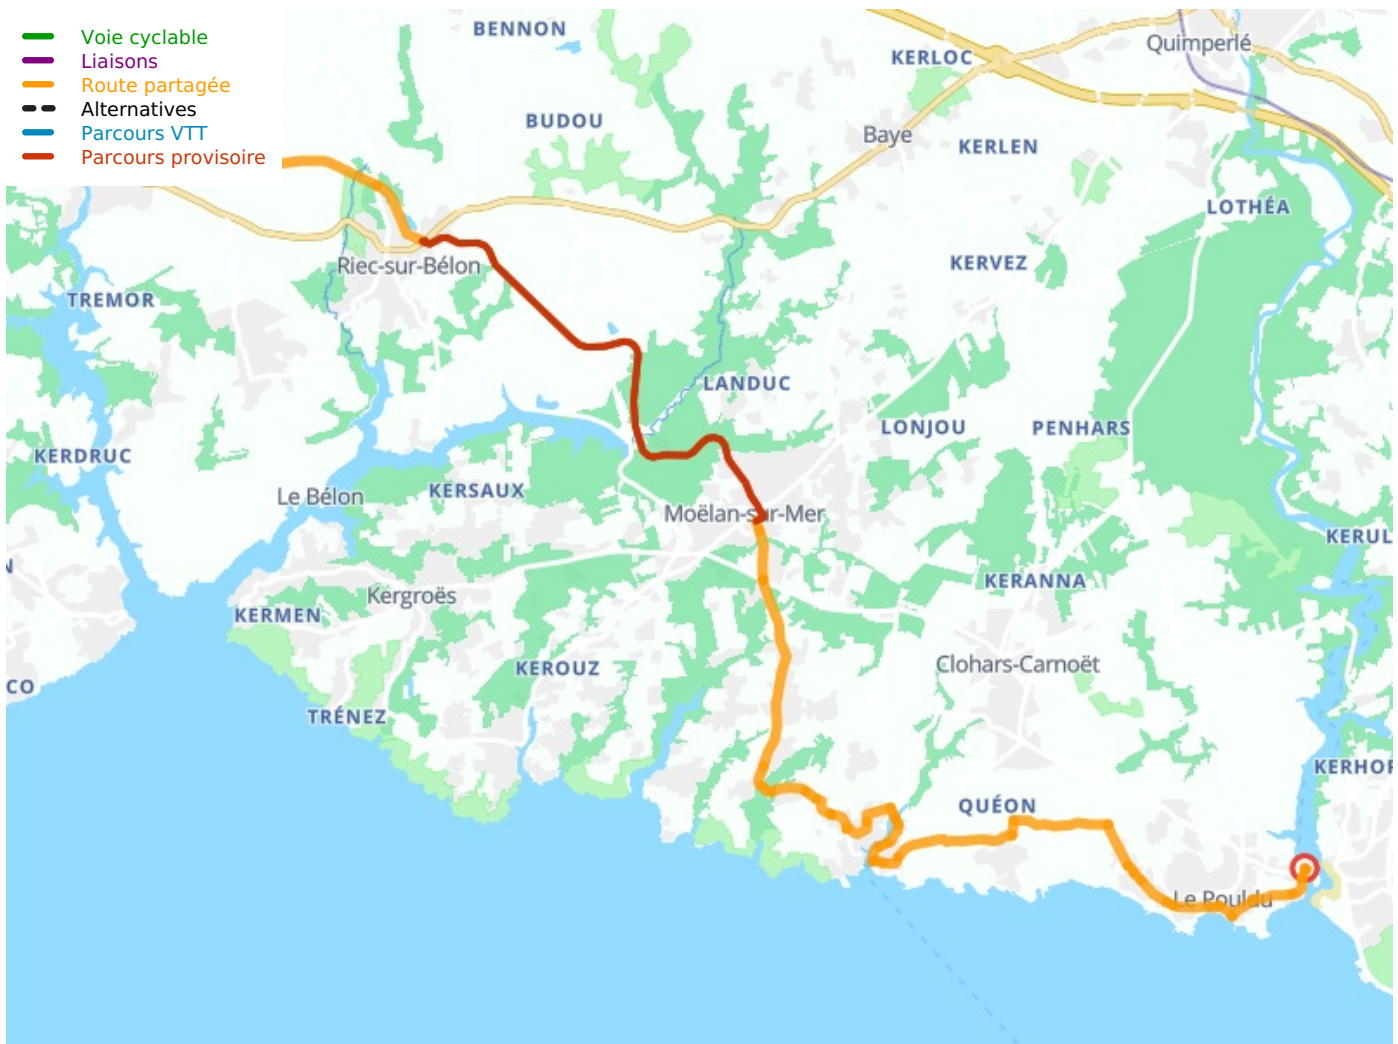 Voie cyclable
Liaisons
Route partagée
Alternatives
Parcours VTT
Parcours provisoire
BENNON
KERLOC
Quimperlé
BUDOU
Baye
KERLEN
LOTHÉA
Riec-sur-Bélon
KERVEZ
TREMOR
LANDUC
LONJOU
PENHARS
KERDRUC
Le Bélon
KERSAUX
Moëlan-sur-Mer
KERUL
N
KERANNA
Kergroës
KERMEN
KEROUZ
Clohars-Carnoët
CO
TRÉNEZ
KERHOP
QUÉON
Le Pouldu